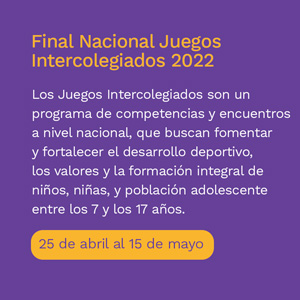 Final Nacional Juegos
Intercolegiados 2022
Los Juegos Intercolegiados son un
programa de competencias y encuentros
a nivel nacional, que buscan fomentar
y fortalecer el desarrollo deportivo,
los valores y la formación integral de
niños, niñas, y población adolescente
entre los 7 y los 17 años.
25 de abril al 15 de mayo